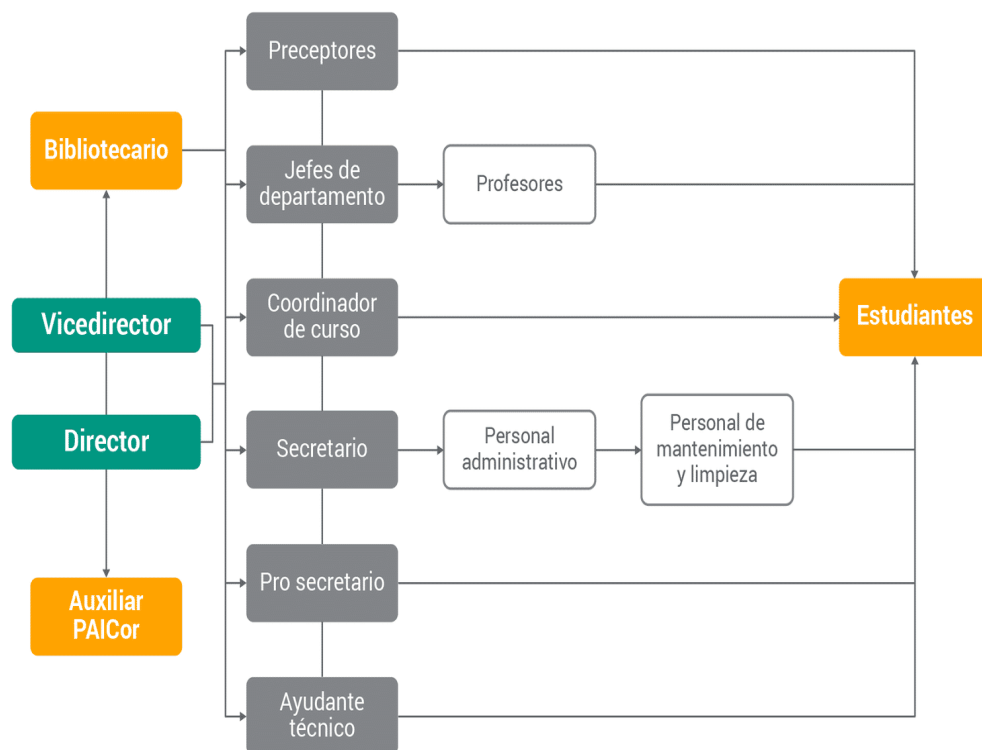 Preceptores
Bibliotecario
Jefes de
departamento
Profesores
Vicedirector
Coordinador
de curso
Estudiantes
Director
Secretario
Personal
administrativo
Personal de
mantenimiento
y limpieza
Auxiliar
PAICor
Pro secretario
Ayudante
técnico